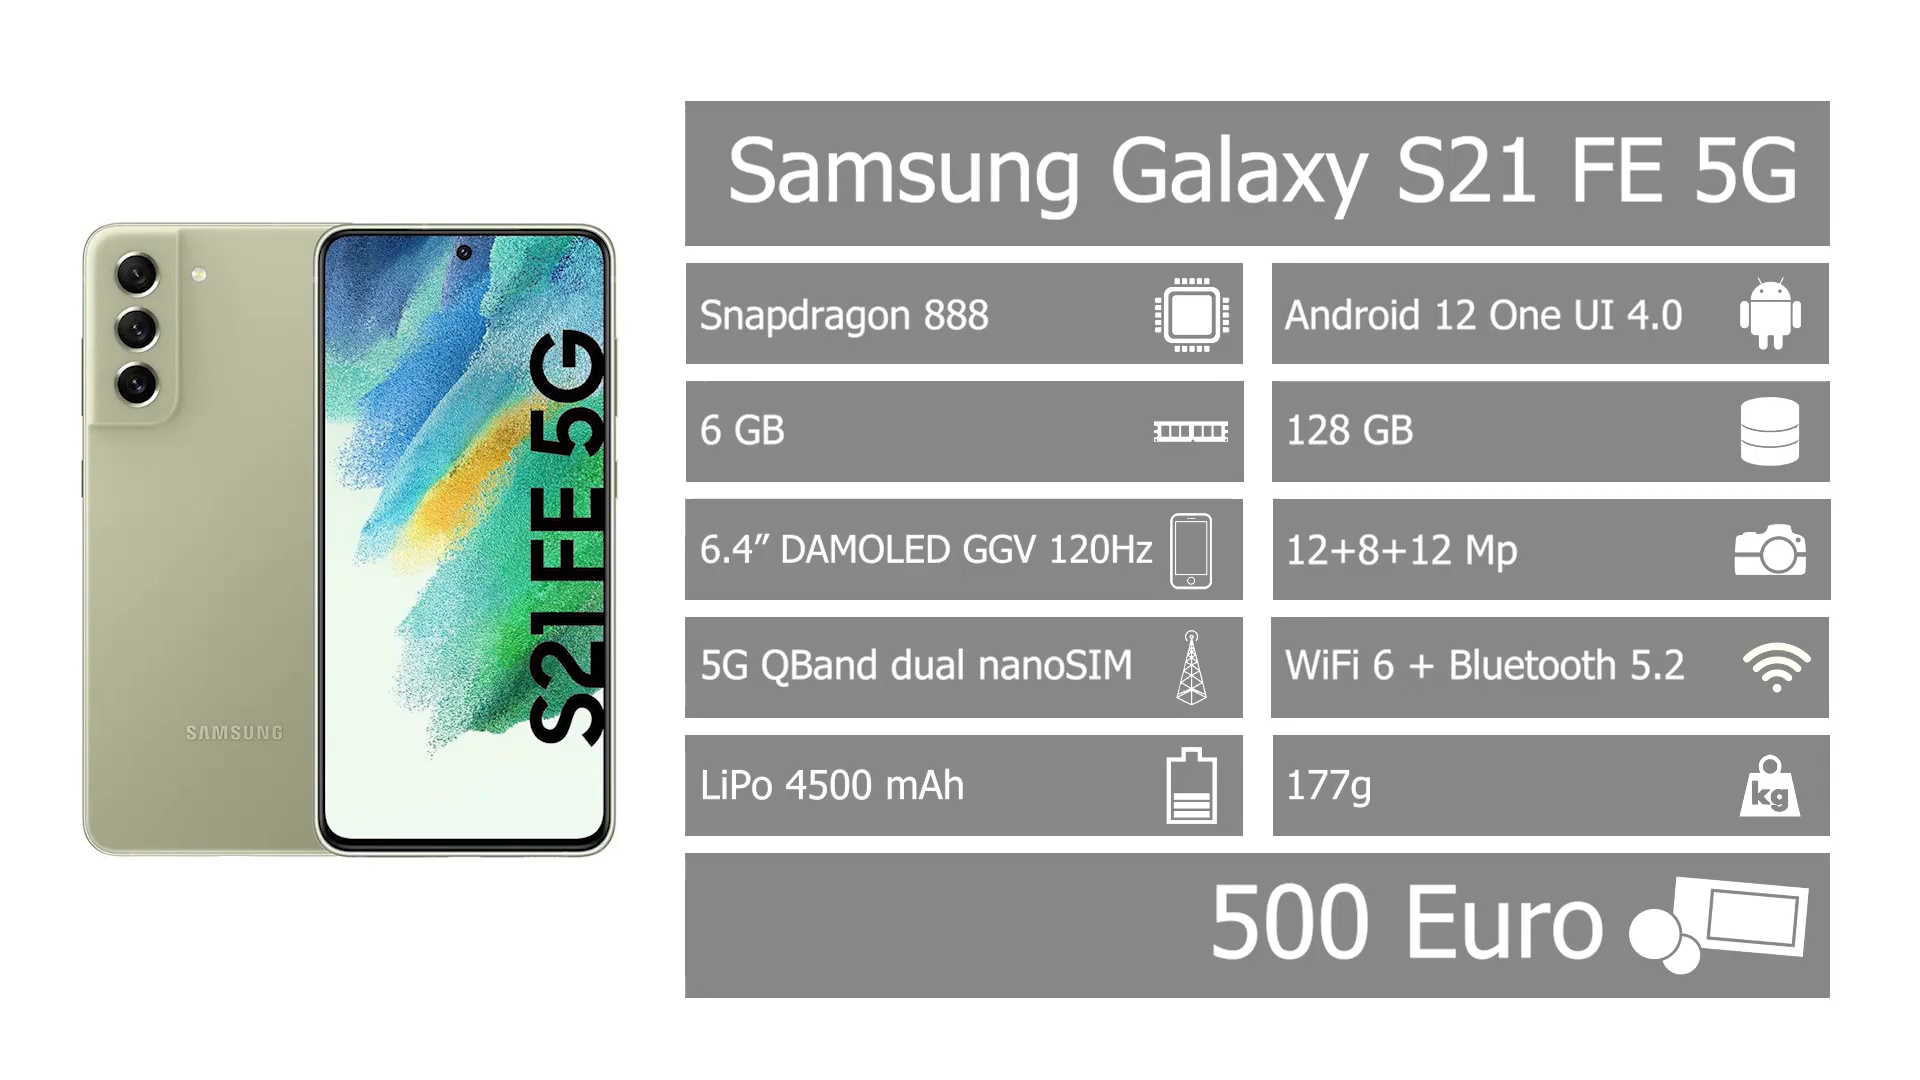 Samsung Galaxy S21 FE 5G
Snapdragon 888
Android 12 One UI 4.0
6 GB
128 GB
6.4” DAMOLED GGV 120Hz
12+8+12 Mp
5G QBand dual nanoSIM
WiFi 6 + Bluetooth 5.2
LiPo 4500 mAh
177g
kg
500 Euro
SAMSUNG
S21 FE 5G